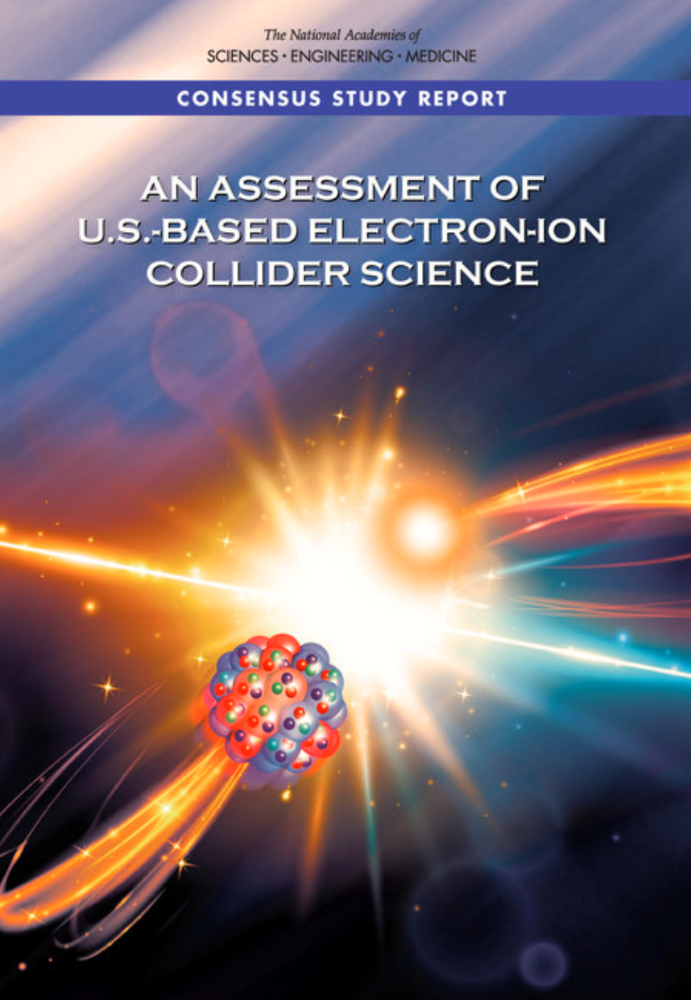 The National Academies of
SCIENCES • ENGINEERING • MEDICINE
CONSENSUS STUDY REPORT
AN ASSESSMENT OF
U.S.-BASED ELECTRON-ION
COLLIDER SCIENCE